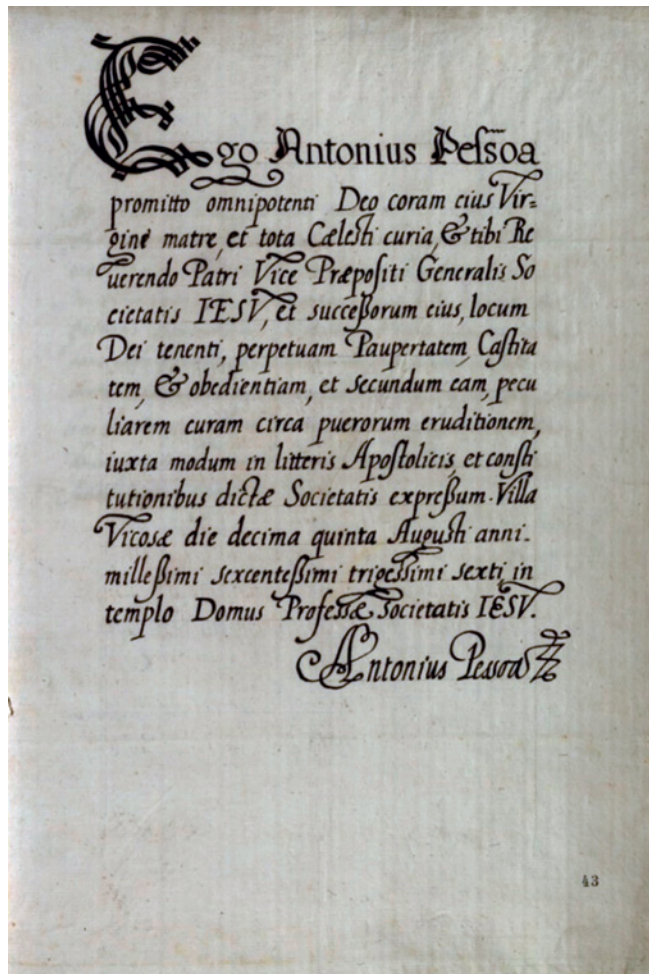 Ego Antonius Pessõa
promitto omnipotenti Deo coram eius Vir=
gine matre, et tota Cælesti curia, & tibi Re
uerendo Patri Vice Præpositi Generalis So
cietatis IESV, et successorum eius, locum
Dei tenenti, perpetuam Paupertatem, Castita
tem, & obedientiam, et secundum eam, pecu
liarem curam circa puerorum eruditionem,
iuxta modum in litteris Apostolicis, et consti
tutionibus dictæ Societatis expressum. Villa
Vicosæ die decima quinta Augusti anni.
millessimi sexcentessimi trigessimi sexti, in
templo Domus Professæ Societatis IESV.
Antonius Pessoa
43